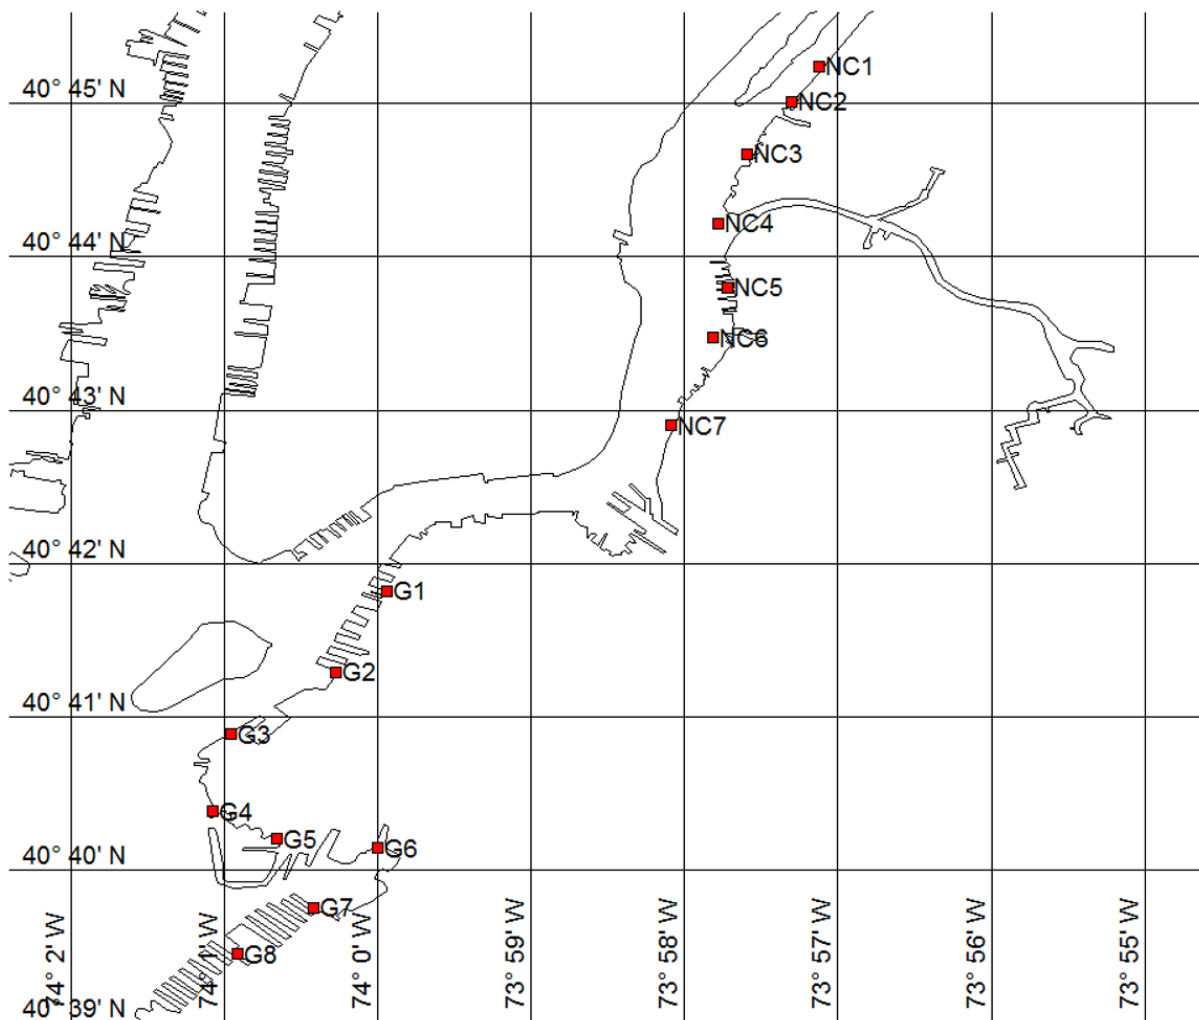 NC1
40° 45' N
NC2
NC3
NC4
40° 44' N
NC5
NC6
40° 43' N
NC7
40° 42' N
G1
G2
40° 41' N
G3
G4
G5
G6
40° 40' N
G7
G8
40° 39' N
74° 2' W
74° 1' W
74° 0' W
73° 59' W
73° 58' W
73° 57' W
73° 56' W
73° 55' W